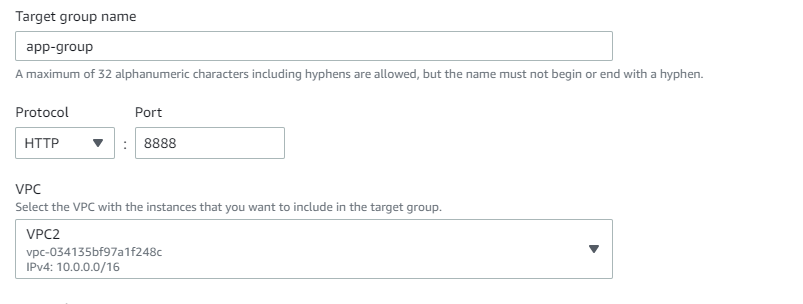 Target group name
app-group
A maximum of 32 alphanumeric characters including hyphens are allowed, but the name must not begin or end with a hyphen.
Protocol Port
HTTP : 8888
VPC
Select the VPC with the instances that you want to include in the target group.
VPC2
vpc-034135bf97a1f248c
IPv4: 10.0.0.0/16